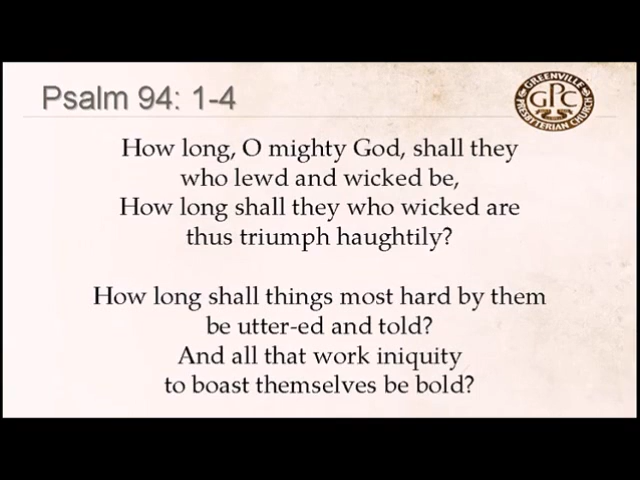 Psalm 94: 1-4
GREENVILLE
GPC
PRESBYTERIAN CHURCH
How long, O mighty God, shall they
who lewd and wicked be,
How long shall they who wicked are
thus triumph haughtily?
How long shall things most hard by them
be utter-ed and told?
And all that work iniquity
to boast themselves be bold?